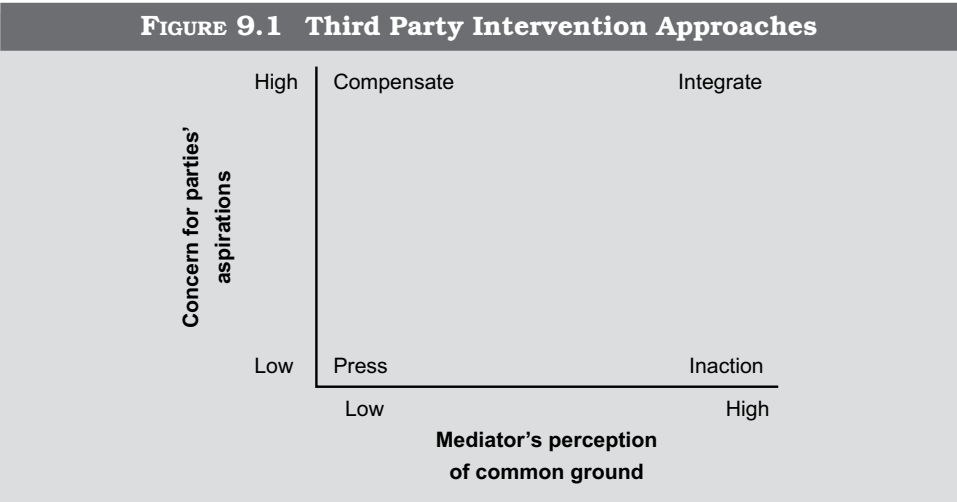 FIGURE 9.1 Third Party Intervention Approaches
High
Compensate
Integrate
Concern for parties'
aspirations
Low
Press
Inaction
Low
High
Mediator's perception
of common ground